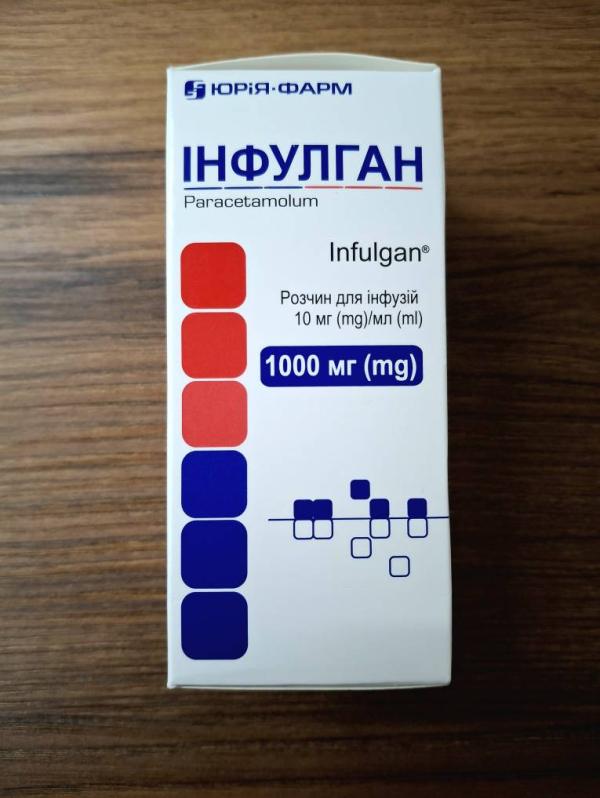 ЮРіЯ·ФАРМ
ІНФУЛГАН
Paracetamolum
Infulgan®
Розчин для інфузій
10 мг (mg)/мл (ml)
1000 мг (mg)